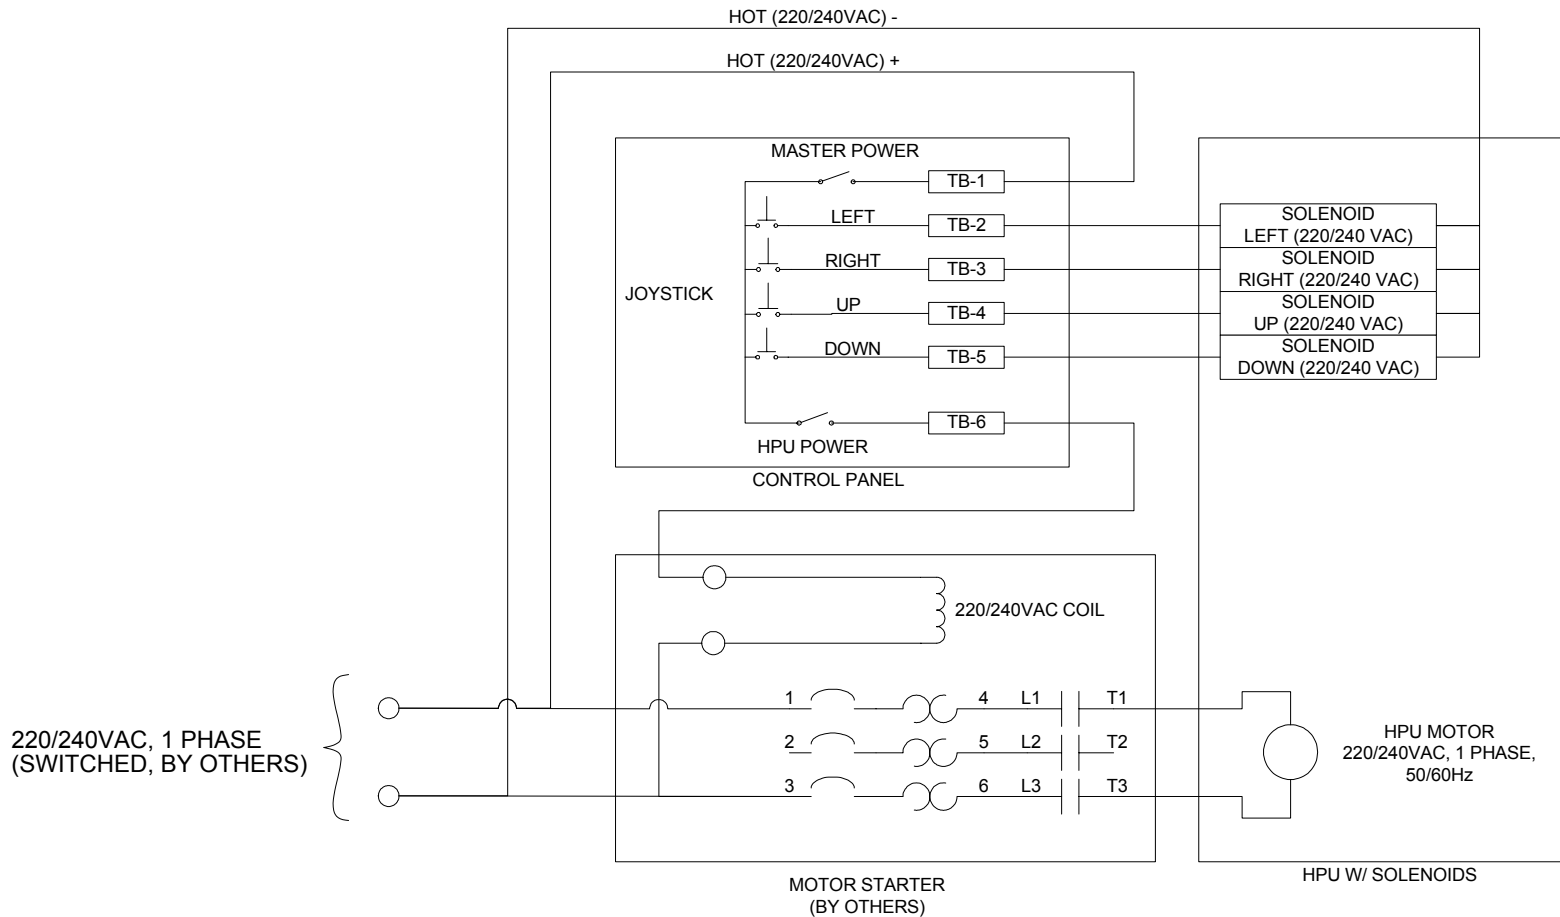 HOT (220/240VAC) -
HOT (220/240VAC) +
MASTER POWER
TB-1
LEFT
TB-2
RIGHT
TB-3
JOYSTICK
UP
TB-4
DOWN
TB-5
TB-6
HPU POWER
CONTROL PANEL
SOLENOID
LEFT (220/240 VAC)
SOLENOID
RIGHT (220/240 VAC)
SOLENOID
UP (220/240 VAC)
SOLENOID
DOWN (220/240 VAC)
220/240VAC COIL
220/240VAC, 1 PHASE
(SWITCHED, BY OTHERS)
1 4 L1 T1
2 5 L2 T2
3 6 L3 T3
HPU MOTOR
220/240VAC, 1 PHASE,
50/60Hz
MOTOR STARTER
(BY OTHERS)
HPU W/ SOLENOIDS